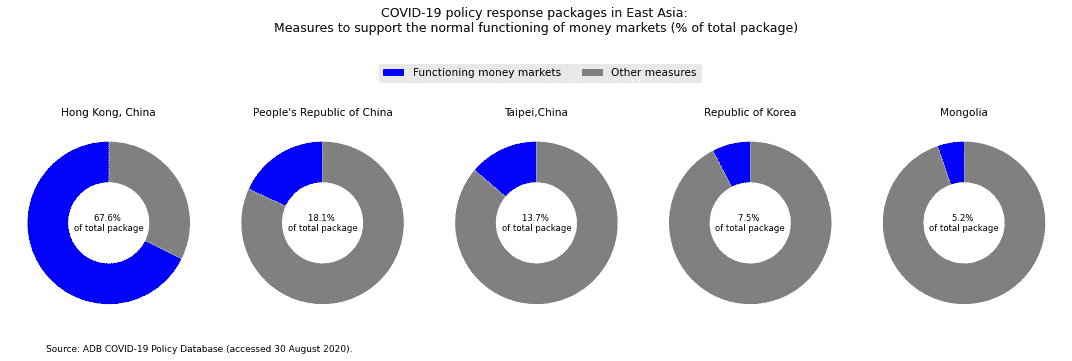 COVID-19 policy response packages in East Asia:
Measures to support the normal functioning of money markets (% of total package)
Functioning money markets
Other measures
Hong Kong, China
People's Republic of China
Taipei,China
Republic of Korea
Mongolia
67.6%
of total package
18.1%
of total package
13.7%
of total package
7.5%
of total package
5.2%
of total package
Source: ADB COVID-19 Policy Database (accessed 30 August 2020).